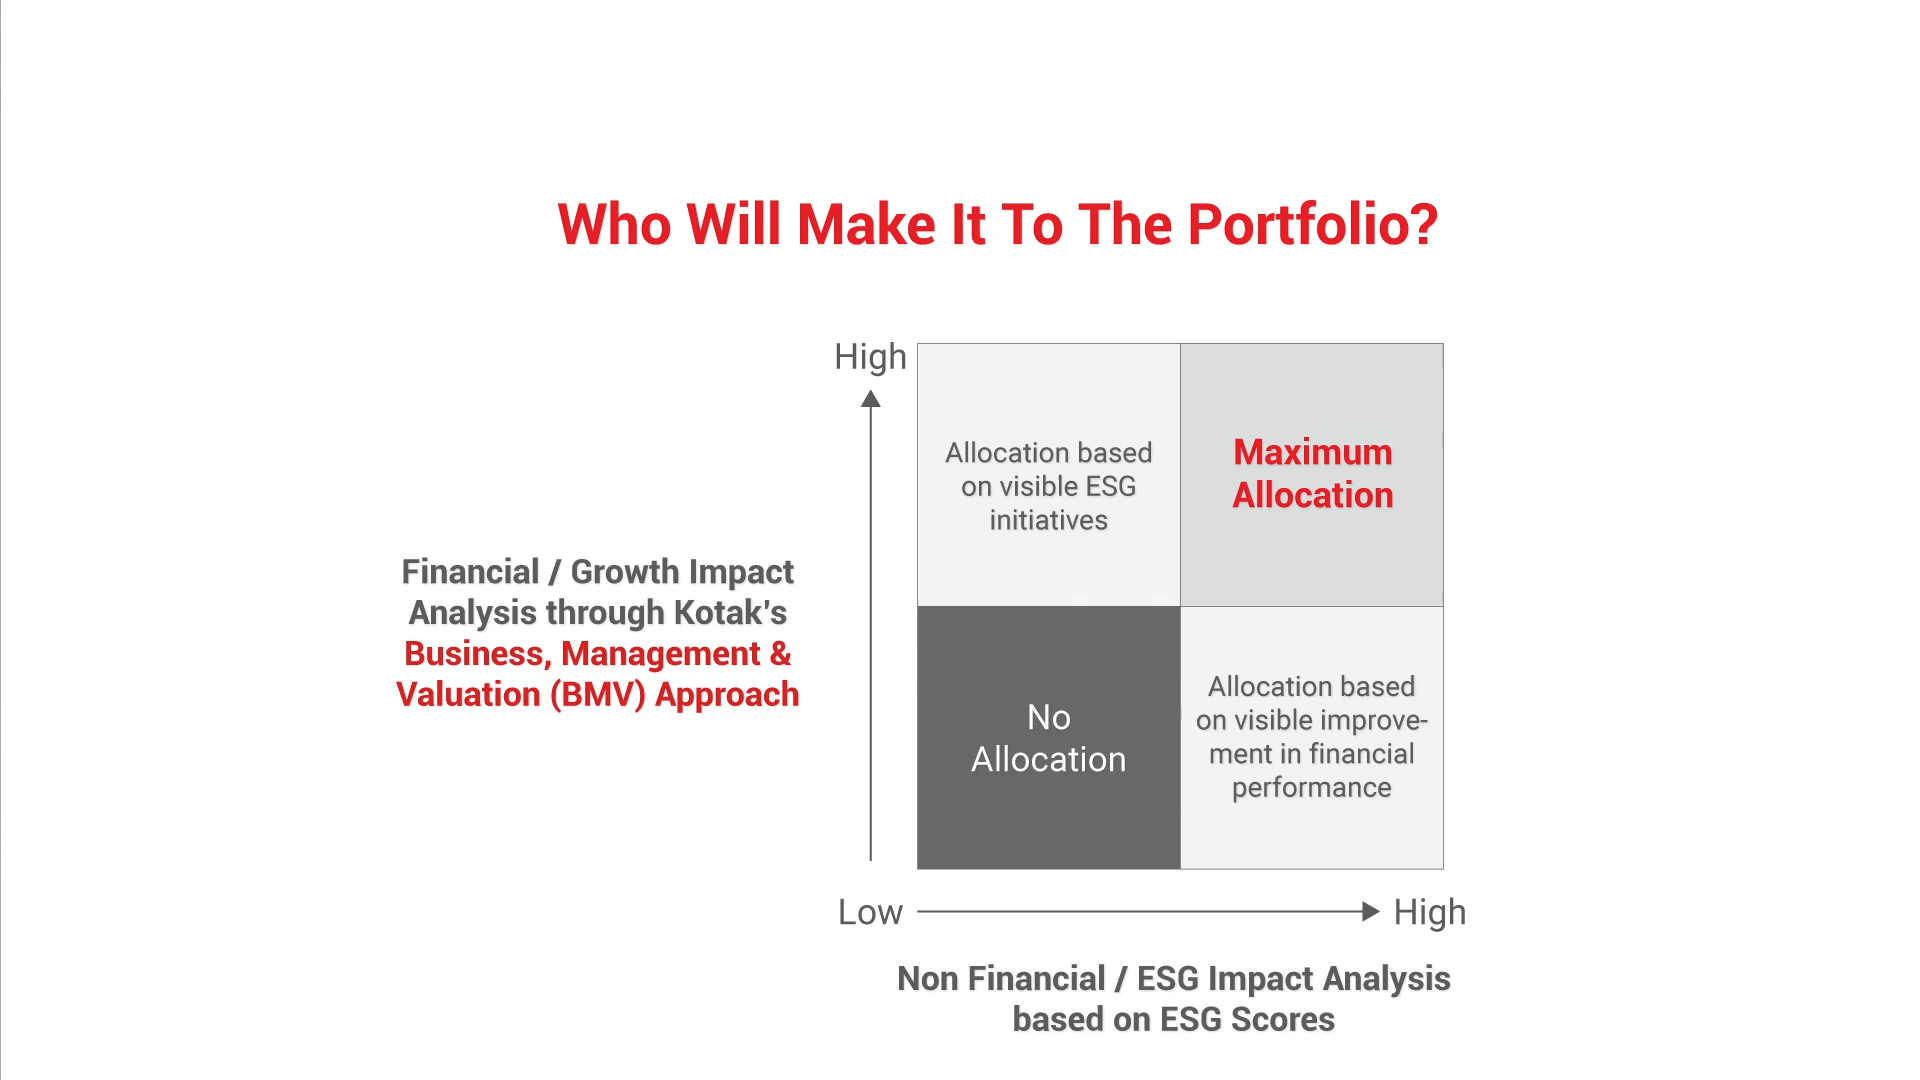 Who Will Make It To The Portfolio?
High
Allocation based
on visible ESG
initiatives
Maximum
Allocation
Financial / Growth Impact
Analysis through Kotak's
Business, Management &
Valuation (BMV) Approach
No
Allocation
Allocation based
on visible improve-
ment in financial
performance
Low
High
Non Financial / ESG Impact Analysis
based on ESG Scores